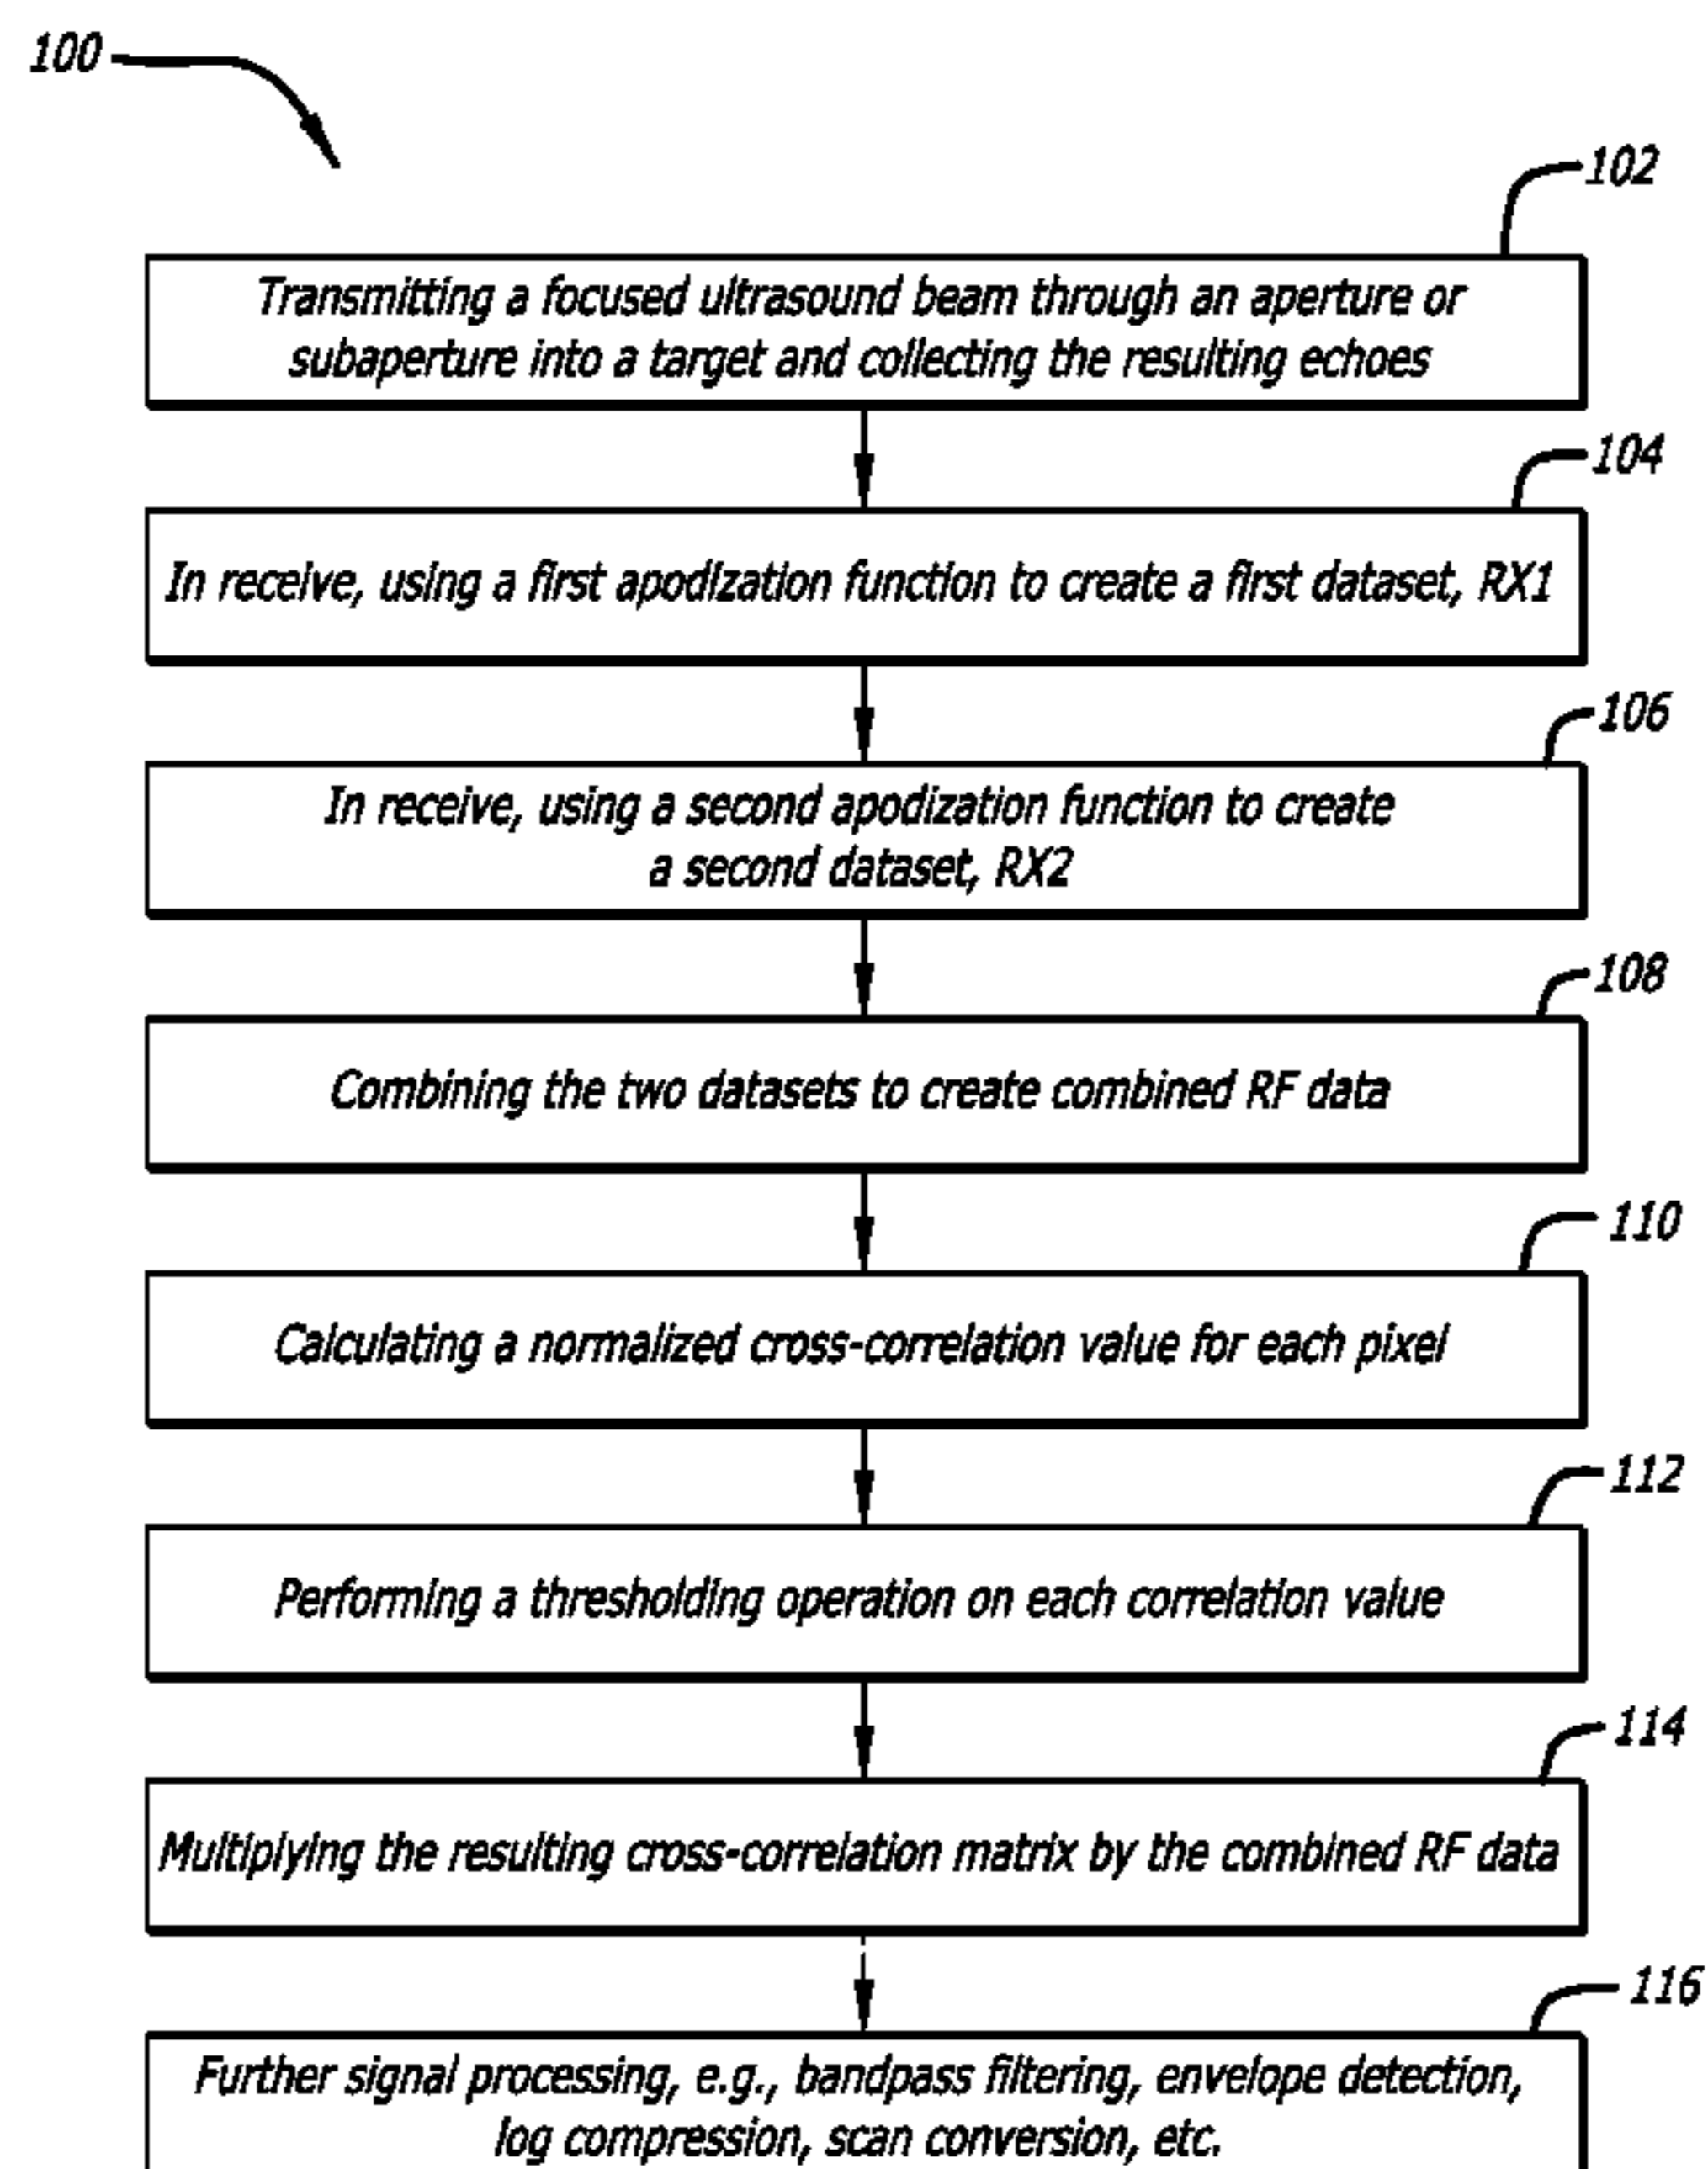 100
102
Transmitting a focused ultrasound beam through an aperture or
subaperture into a target and collecting the resulting echoes
104
In receive, using a first apodization function to create a first dataset, RX1
106
In receive, using a second apodization function to create
a second dataset, RX2
108
Combining the two datasets to create combined RF data
110
Calculating a normalized cross-correlation value for each pixel
112
Performing a thresholding operation on each correlation value
114
Multiplying the resulting cross-correlation matrix by the combined RF data
116
Further signal processing, e.g., bandpass filtering, envelope detection,
log compression, scan conversion, etc.